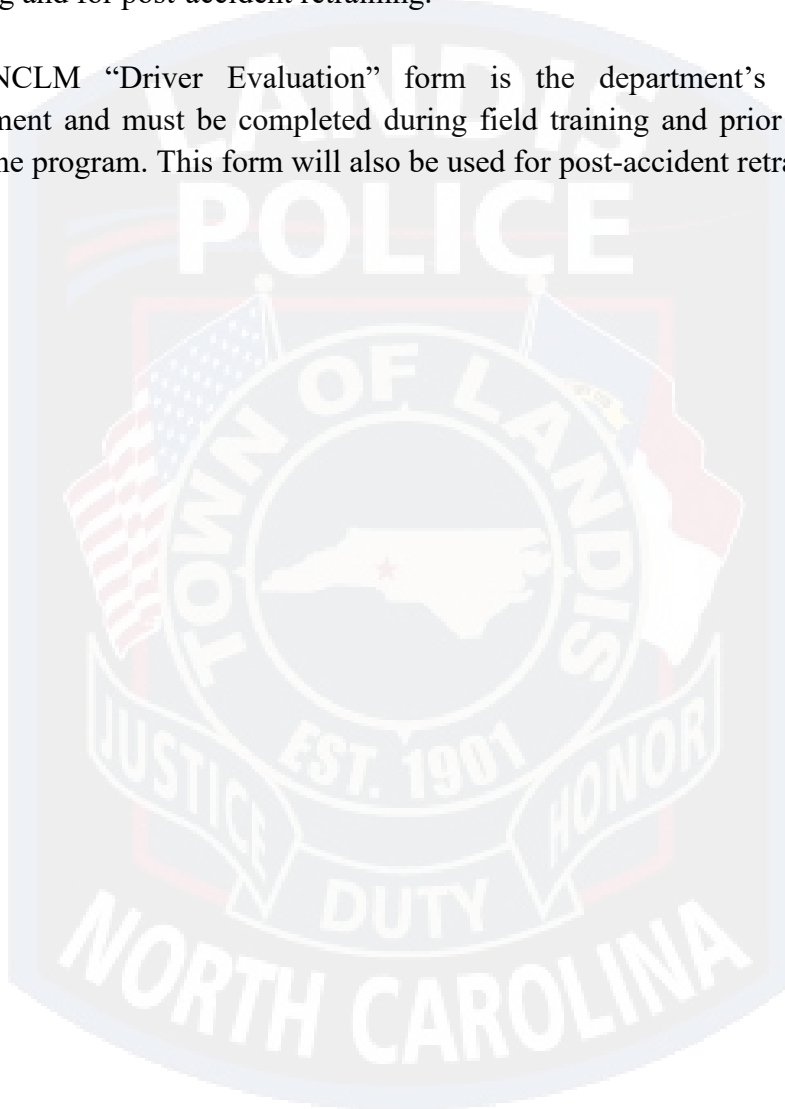 g and for post-accident retraining.
NCLM “Driver Evaluation” form is the department’s
ment and must be completed during field training and prior
ne program. This form will also be used for post-accident retra
LANDIS
POLICE
TOWN OF LANDIS
EST. 1901
JUSTICE
HONOR
DUTY
NORTH CAROLINA